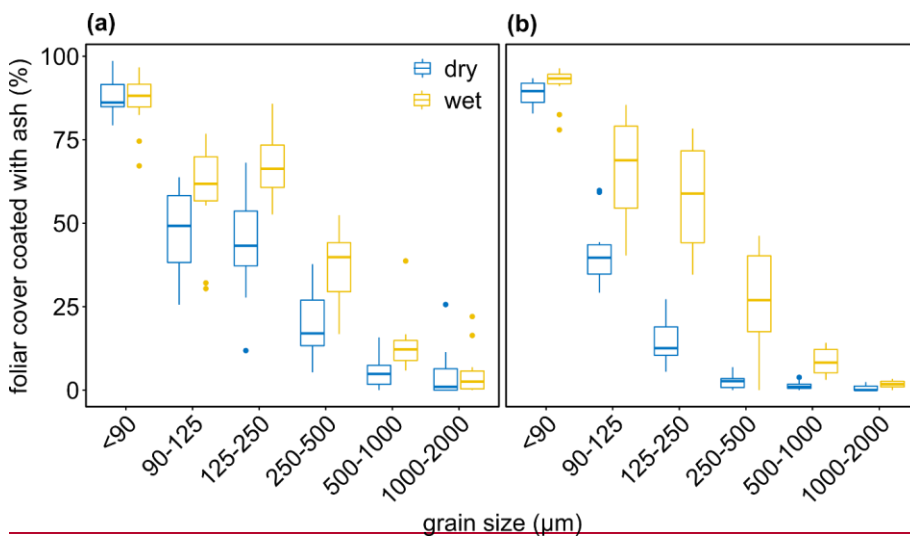 (a)
(b)
foliar cover coated with ash (%)
100
75
50
25
0
dry
wet
<90
90-125
125-250
250-500
500-1000
1000-2000
<90
90-125
125-250
250-500
500-1000
1000-2000
grain size (µm)